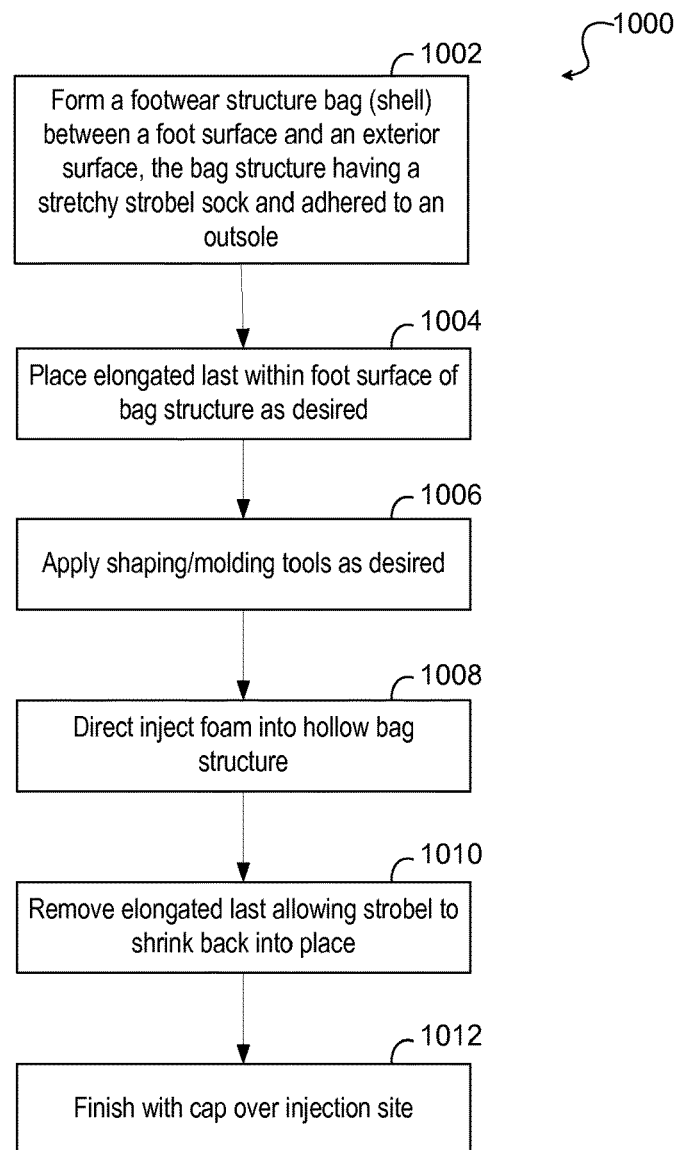 1000
1002
Form a footwear structure bag (shell)
between a foot surface and an exterior
surface, the bag structure having a
stretchy strobel sock and adhered to an
outsole
1004
Place elongated last within foot surface of
bag structure as desired
1006
Apply shaping/molding tools as desired
1008
Direct inject foam into hollow bag
structure
1010
Remove elongated last allowing strobel to
shrink back into place
1012
Finish with cap over injection site